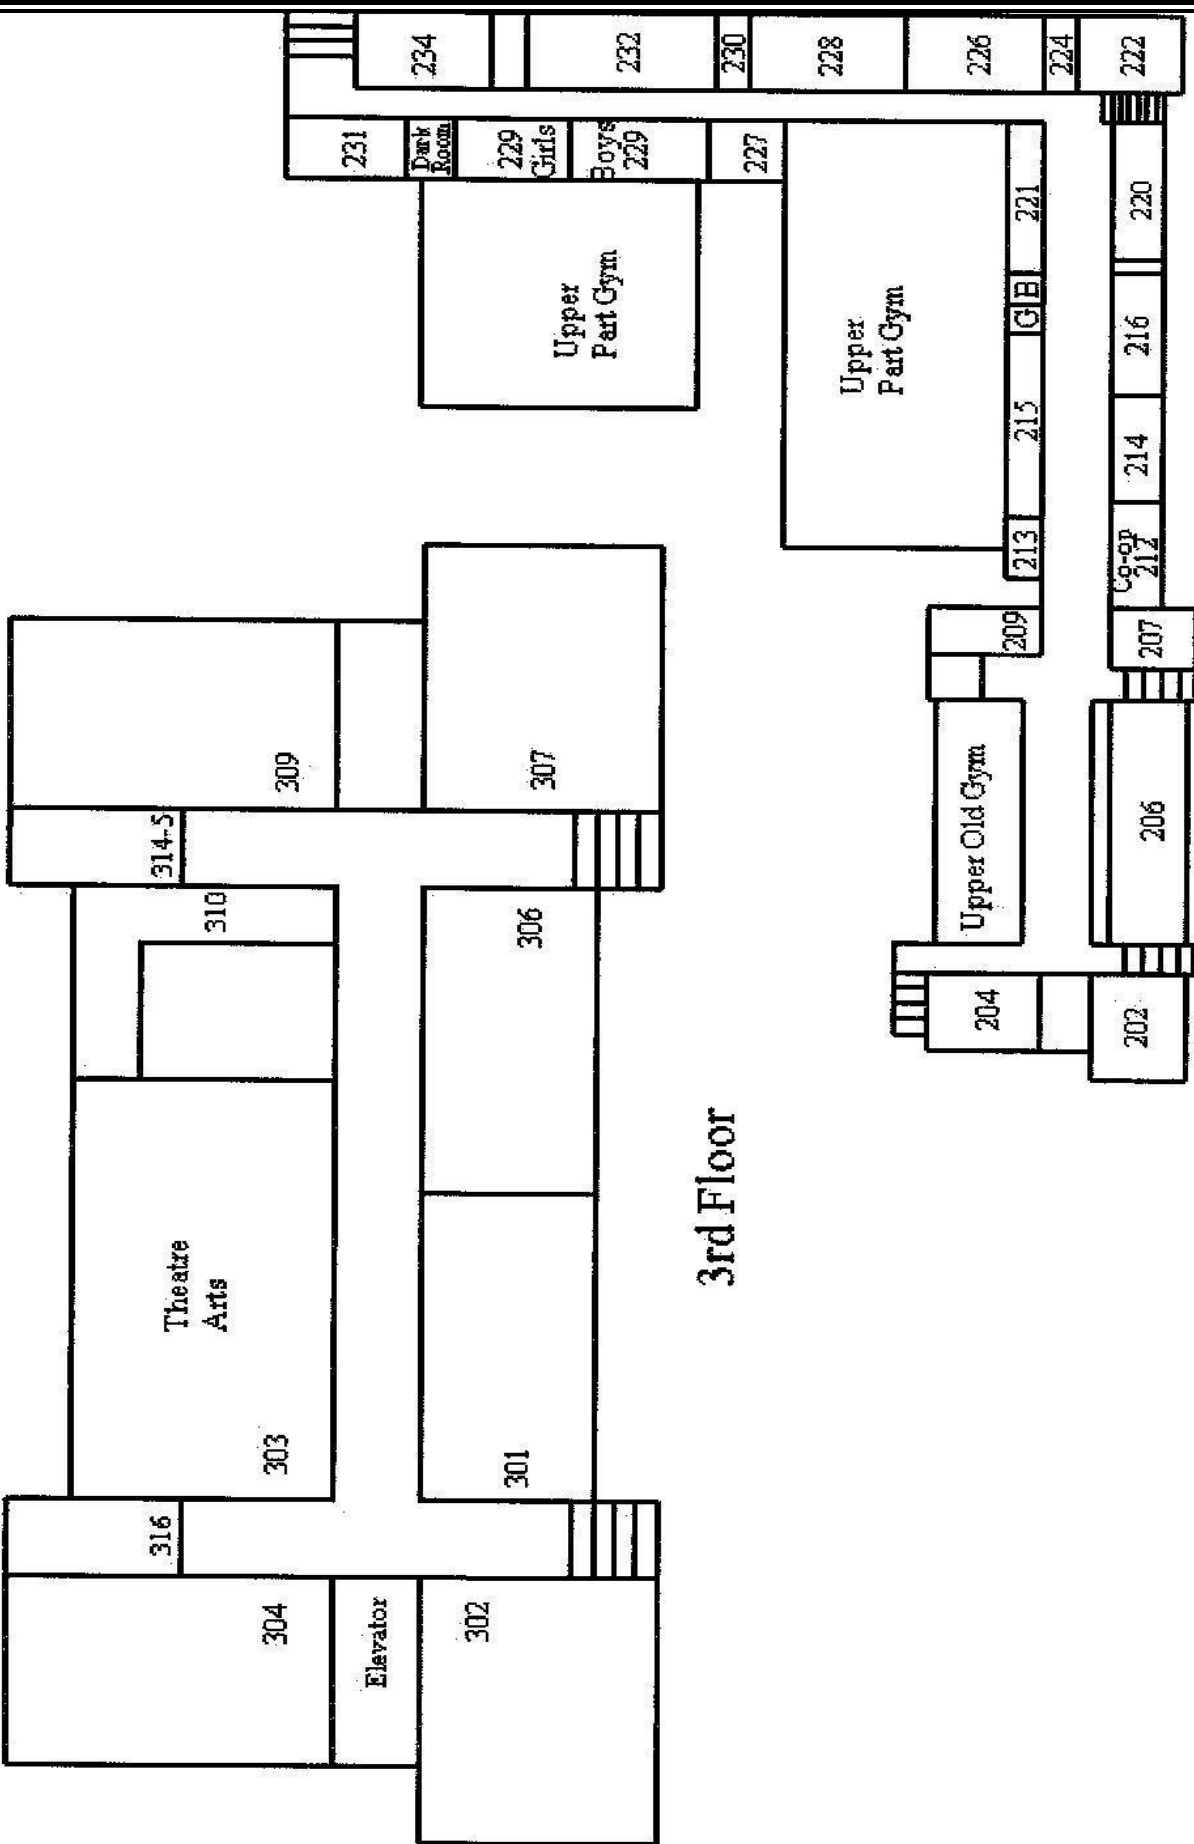 234
232
230
228
226
224
222
231
Dark
Room
229
Girls
Boys
229
227
Upper
Part Gym
Upper
Part Gym
221
B
G
215
213
220
216
214
Co-op
212
209
207
Upper Old Gym
206
204
202
309
307
314-S
310
306
Theatre
Arts
303
301
316
304
Elevator
302
3rd Floor